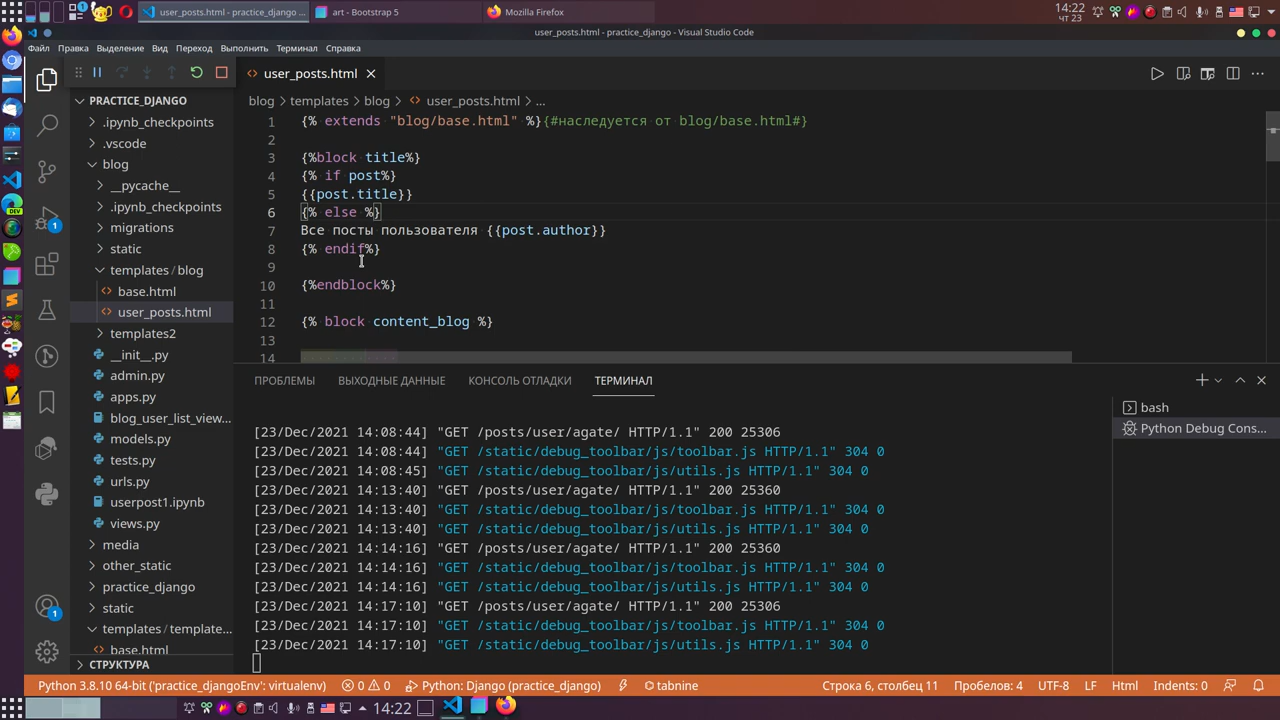 user_posts.html - practice_django ...
art - Bootstrap 5
Mozilla Firefox
14:22
чт 23
user_posts.html - practice_django - Visual Studio Code
Файл Правка Выделение Вид Переход Выполнить Терминал Справка
user_posts.html
PRACTICE_DJANGO
.ipynb_checkpoints
.vscode
blog
__pycache__
.ipynb_checkpoints
migrations
static
templates / blog
base.html
user_posts.html
templates2
__init__.py
admin.py
apps.py
blog_user_list_view...
models.py
tests.py
urls.py
userpost1.ipynb
views.py
media
other_static
practice_django
static
templates / template...
base.html
СТРУКТУРА
blog > templates > blog > user_posts.html > ...
1 {% extends "blog/base.html" %}{#наследуется от blog/base.html#}
2
3 {%block title%}
4 {% if post%}
5 {{post.title}}
6 {% else %}
7 Все посты пользователя {{post.author}}
8 {% endif%}
9
10 {%endblock%}
11
12 {% block content_blog %}
13
14
ПРОБЛЕМЫ ВЫХОДНЫЕ ДАННЫЕ КОНСОЛЬ ОТЛАДКИ ТЕРМИНАЛ
[23/Dec/2021 14:08:44] "GET /posts/user/agate/ HTTP/1.1" 200 25306
[23/Dec/2021 14:08:44] "GET /static/debug_toolbar/js/toolbar.js HTTP/1.1" 304 0
[23/Dec/2021 14:08:45] "GET /static/debug_toolbar/js/utils.js HTTP/1.1" 304 0
[23/Dec/2021 14:13:40] "GET /posts/user/agate/ HTTP/1.1" 200 25360
[23/Dec/2021 14:13:40] "GET /static/debug_toolbar/js/toolbar.js HTTP/1.1" 304 0
[23/Dec/2021 14:13:40] "GET /static/debug_toolbar/js/utils.js HTTP/1.1" 304 0
[23/Dec/2021 14:14:16] "GET /posts/user/agate/ HTTP/1.1" 200 25360
[23/Dec/2021 14:14:16] "GET /static/debug_toolbar/js/toolbar.js HTTP/1.1" 304 0
[23/Dec/2021 14:14:16] "GET /static/debug_toolbar/js/utils.js HTTP/1.1" 304 0
[23/Dec/2021 14:17:10] "GET /posts/user/agate/ HTTP/1.1" 200 25306
[23/Dec/2021 14:17:10] "GET /static/debug_toolbar/js/toolbar.js HTTP/1.1" 304 0
[23/Dec/2021 14:17:10] "GET /static/debug_toolbar/js/utils.js HTTP/1.1" 304 0
bash
Python Debug Cons...
DEV
1
1
Python 3.8.10 64-bit ('practice_djangoEnv': virtualenv) 0 0 Python: Django (practice_django) tabnine Строка 6, столбец 11 Пробелов: 4 UTF-8 LF Html Indents: 0
14:22